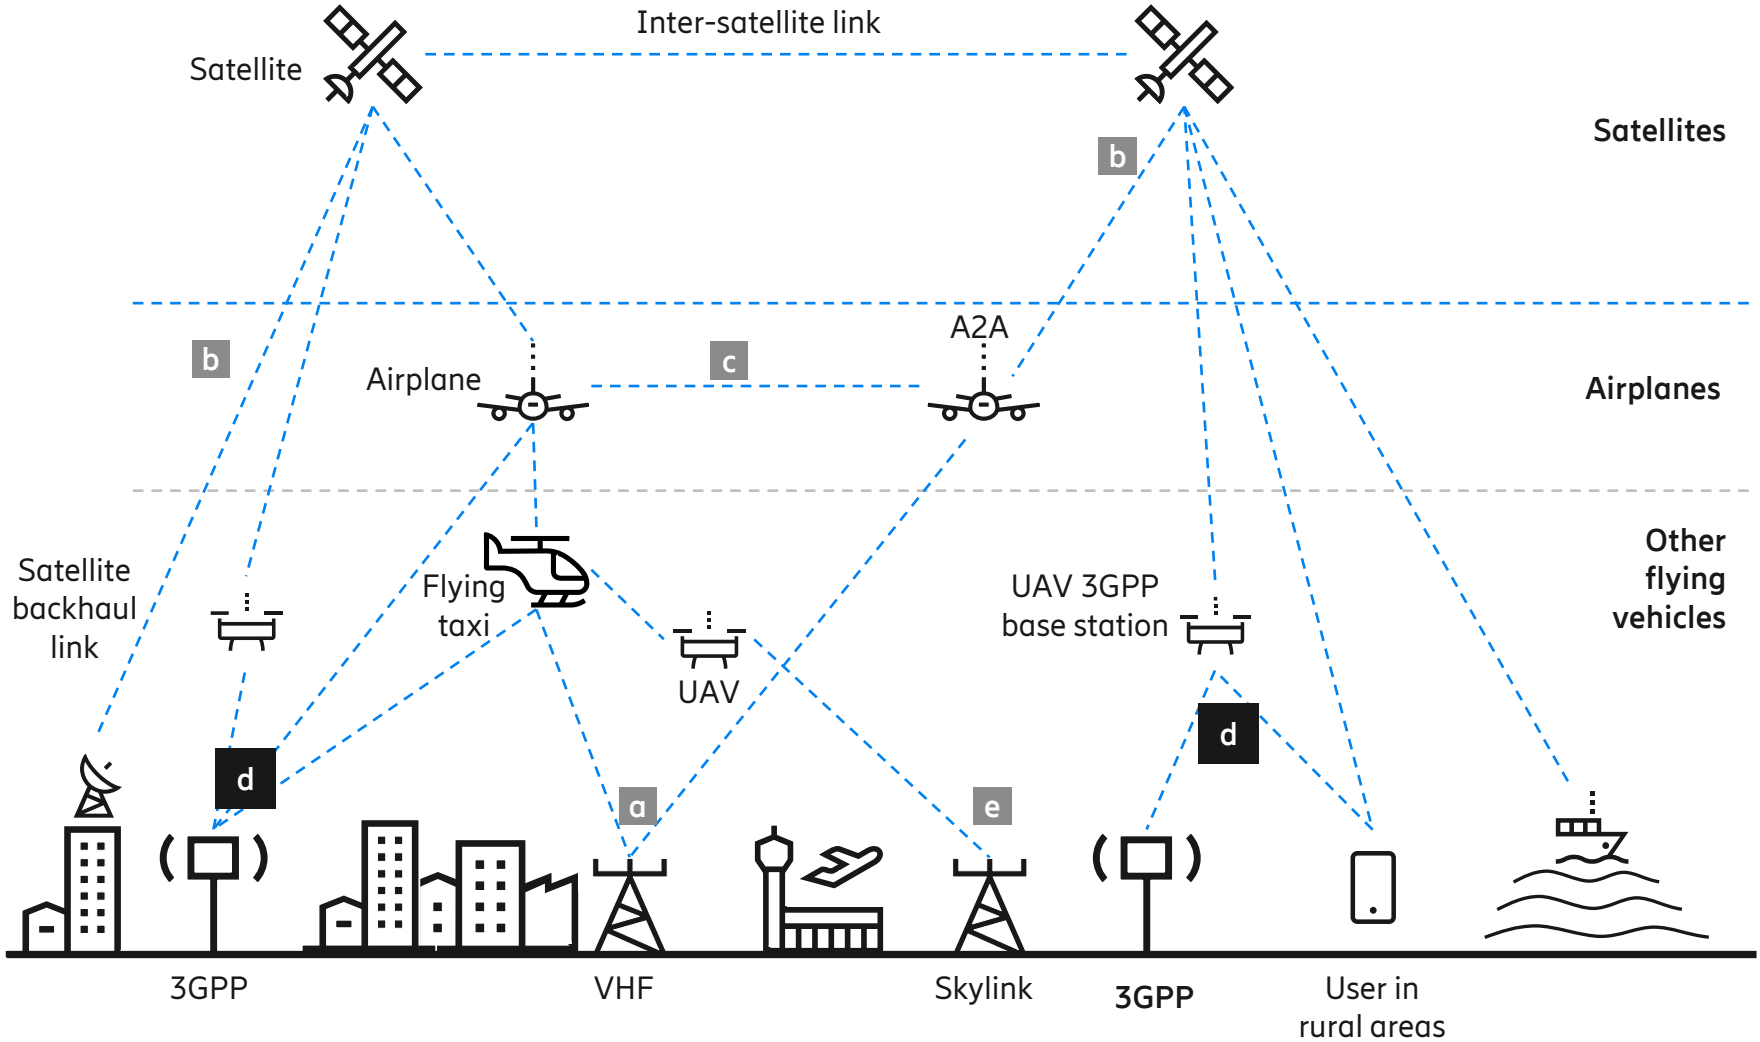 Inter-satellite link
Satellite
b
Satellites
A2A
b
c
Airplane
Airplanes
Satellite
backhaul
link
Flying
taxi
UAV
UAV 3GPP
base station
Other
flying
vehicles
d
d
a
e
3GPP
VHF
Skylink
3GPP
User in
rural areas